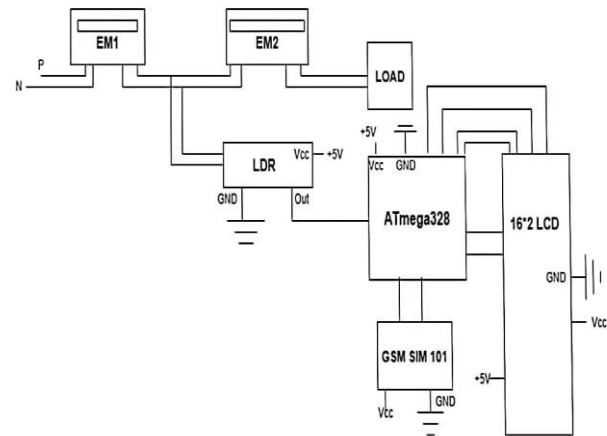 EM1
EM2
P
N
LOAD
LDR
Vcc
+5V
GND
Out
+5V
Vcc
GND
ATmega328
16*2 LCD
GND
Vcc
+5V
GSM SIM 101
Vcc
GND